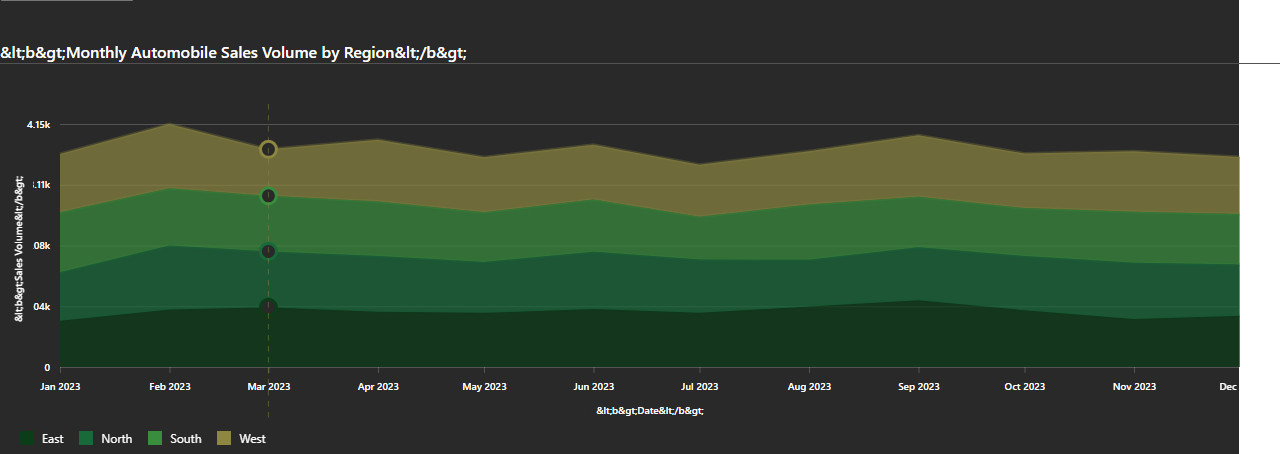 &lt;b&gt;Monthly Automobile Sales Volume by Region&lt;/b&gt;
4.15k
.11k
.08k
04k
0
&lt;b&gt;Sales Volume&lt;/b&gt;
Jan 2023 Feb 2023 Mar 2023 Apr 2023 May 2023 Jun 2023 Jul 2023 Aug 2023 Sep 2023 Oct 2023 Nov 2023 Dec
&lt;b&gt;Date&lt;/b&gt;
East North South West